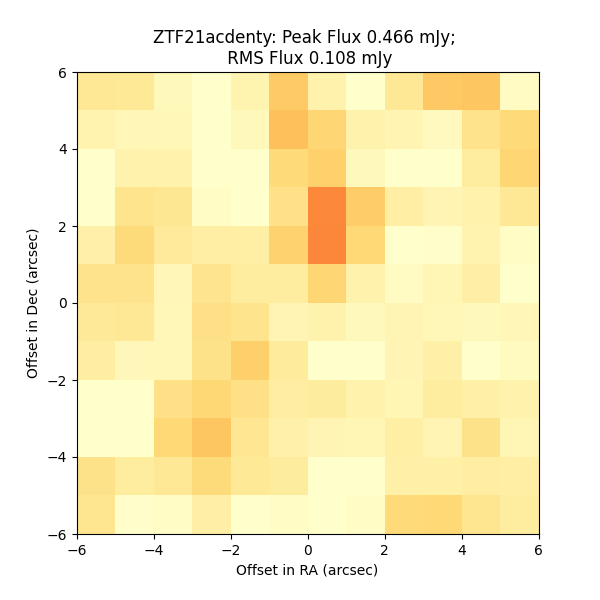 ZTF21acdenty: Peak Flux 0.466 mJy;
RMS Flux 0.108 mJy
6
4
2
0
−2
−4
−6
Offset in Dec (arcsec)
−6 −4 −2 0 2 4 6
Offset in RA (arcsec)